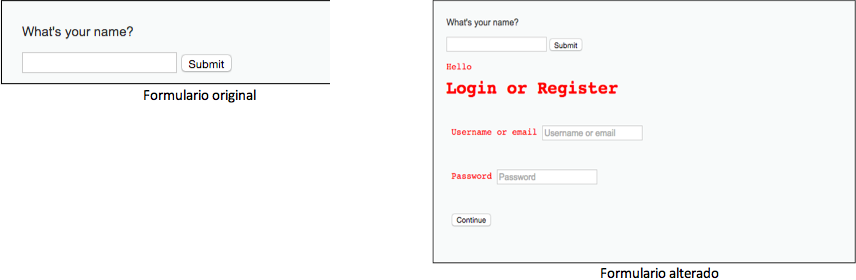 What's your name?
Submit
Formulario original
What's your name?
Submit
Hello
Login or Register
Username or email Username or email
Password Password
Continue
Formulario alterado